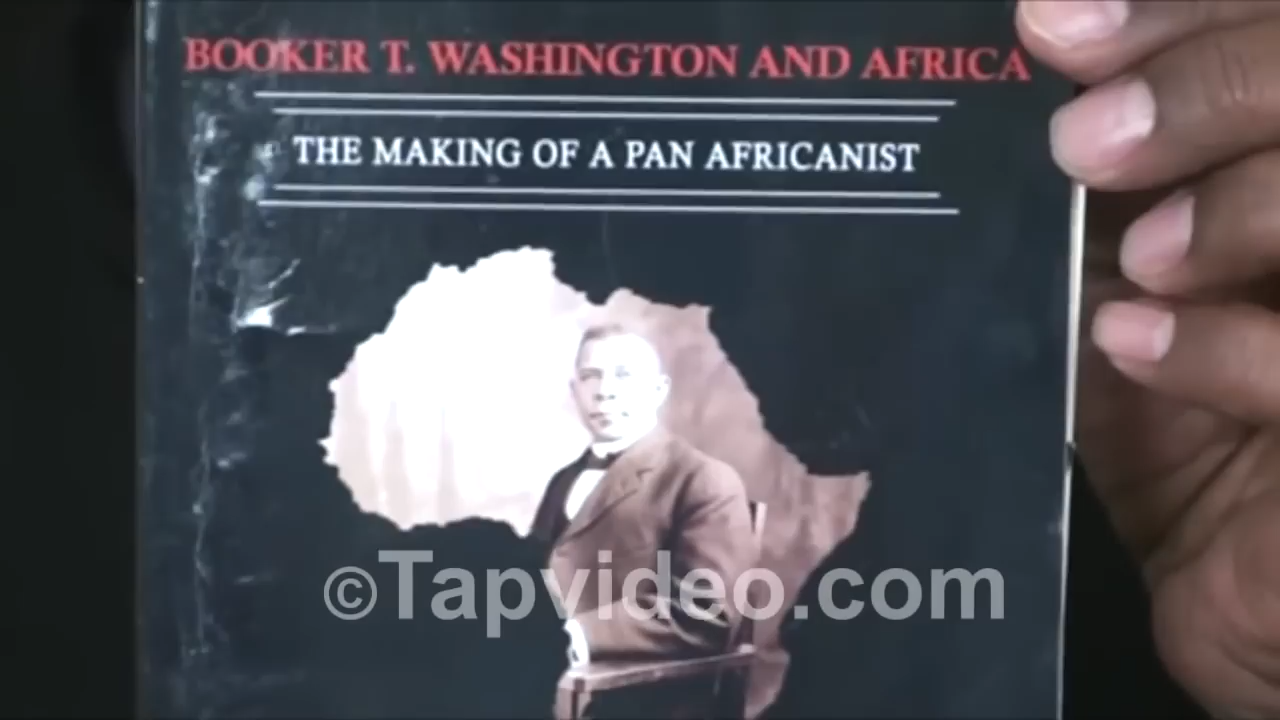 BOOKER T. WASHINGTON AND AFRICA
THE MAKING OF A PAN AFRICANIST
©Tapvideo.com